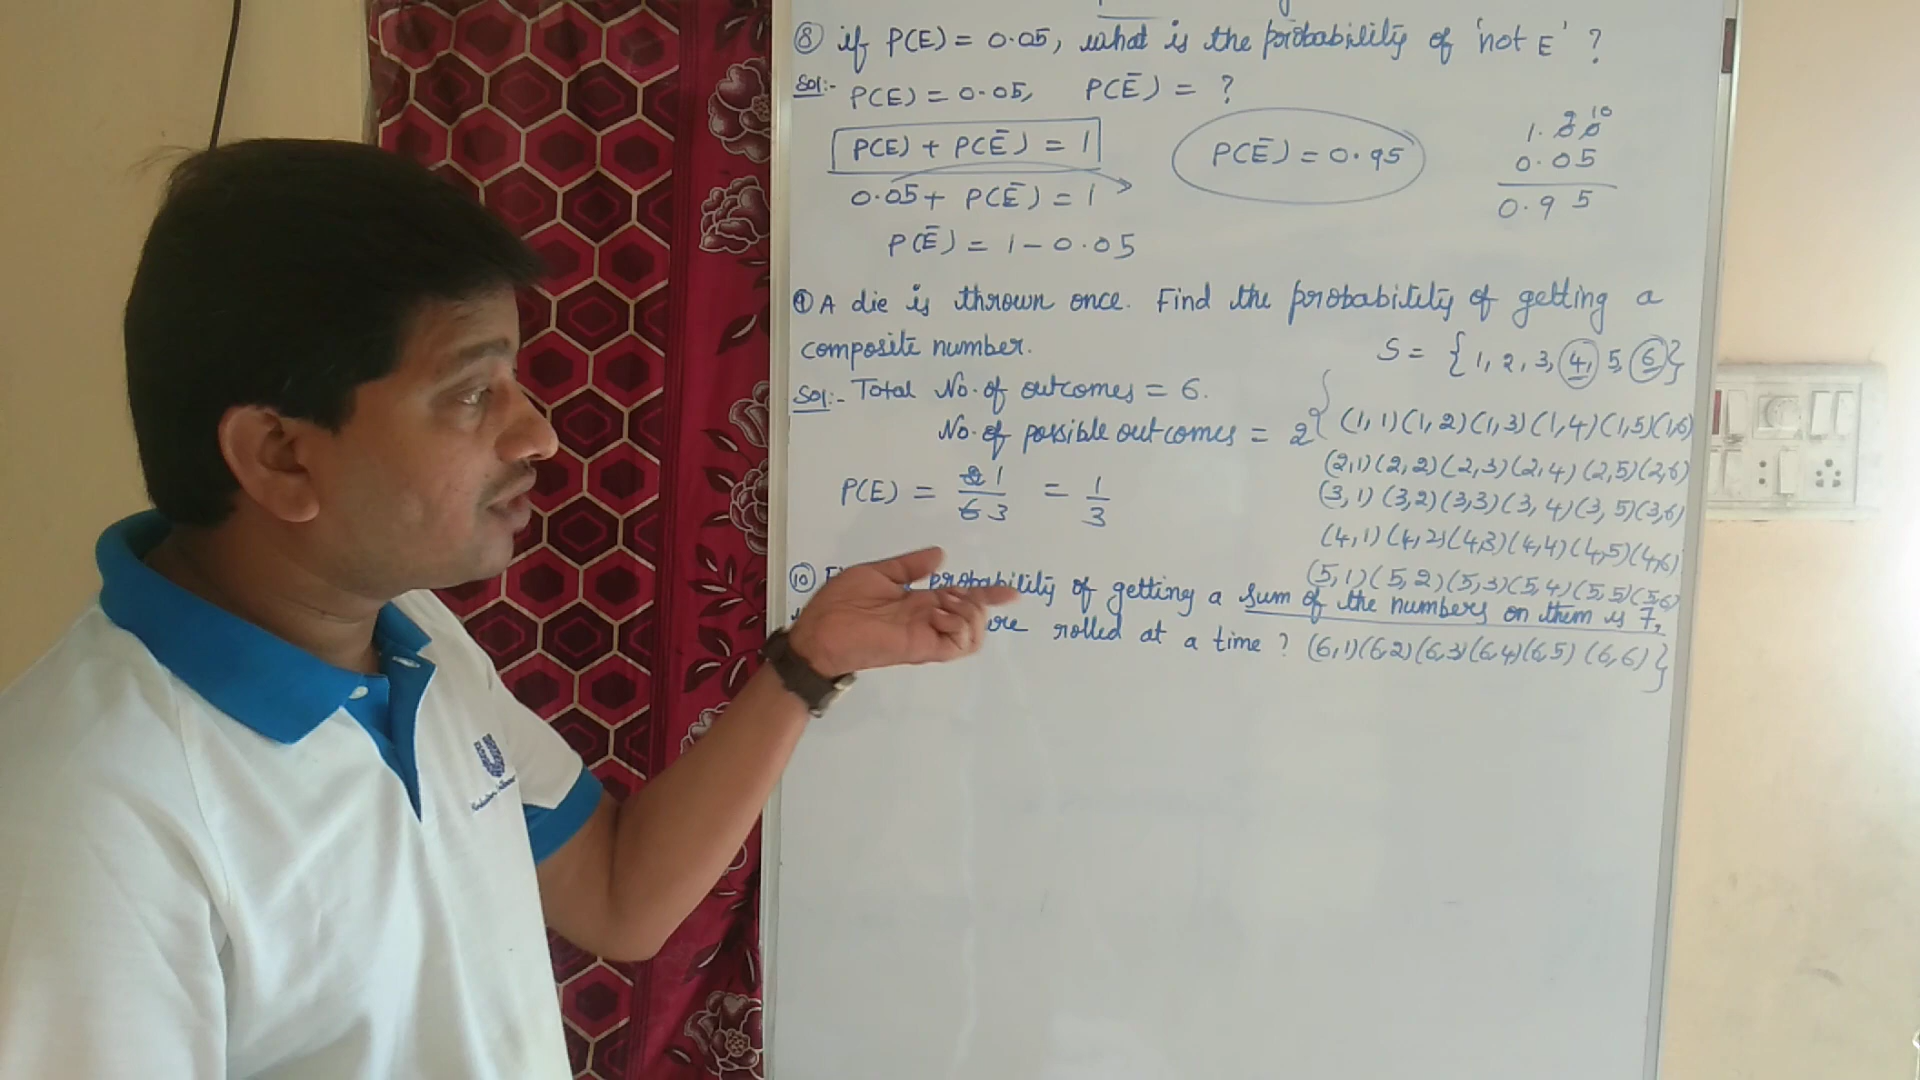 ⑧ if P(E) = 0.05, what is the probability of 'not E' ?
Sol:- P(E) = 0.05, P(Ē) = ?
P(E) + P(Ē) = 1
0.05 + P(Ē) = 1
P(Ē) = 1 - 0.05
P(Ē) = 0.95
9 10
1.00
0.05
0.95
⑨ A die is thrown once. Find the probability of getting a
composite number.
S = {1, 2, 3, 4, 5, 6}
Sol:- Total No. of outcomes = 6.
No. of possible outcomes = 2
P(E) = 2 1 / 6 3 = 1/3
{ (1,1) (1,2) (1,3) (1,4) (1,5) (1,6)
(2,1) (2,2) (2,3) (2,4) (2,5) (2,6)
(3,1) (3,2) (3,3) (3,4) (3,5) (3,6)
(4,1) (4,2) (4,3) (4,4) (4,5) (4,6)
(5,1) (5,2) (5,3) (5,4) (5,5) (5,6)
(6,1) (6,2) (6,3) (6,4) (6,5) (6,6) }
⑩ probability of getting a sum of the numbers on them is 7,
rolled at a time ?